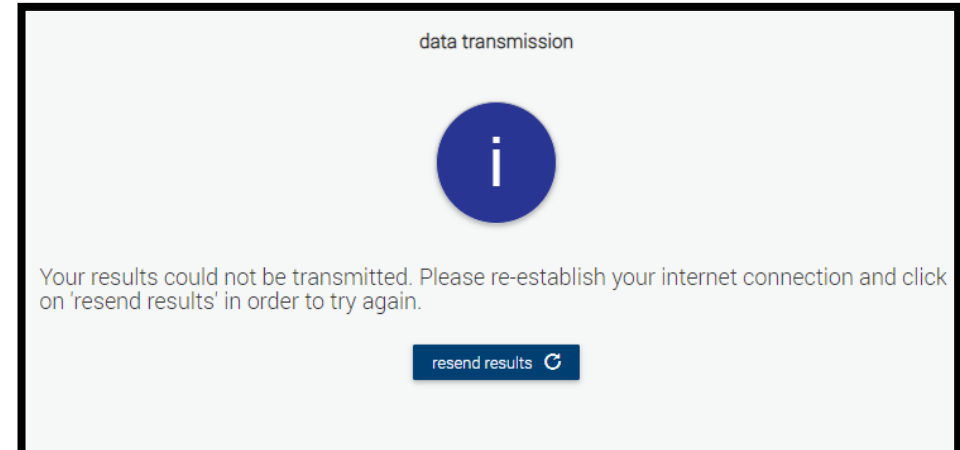 data transmission
i
Your results could not be transmitted. Please re-establish your internet connection and click
on 'resend results' in order to try again.
resend results